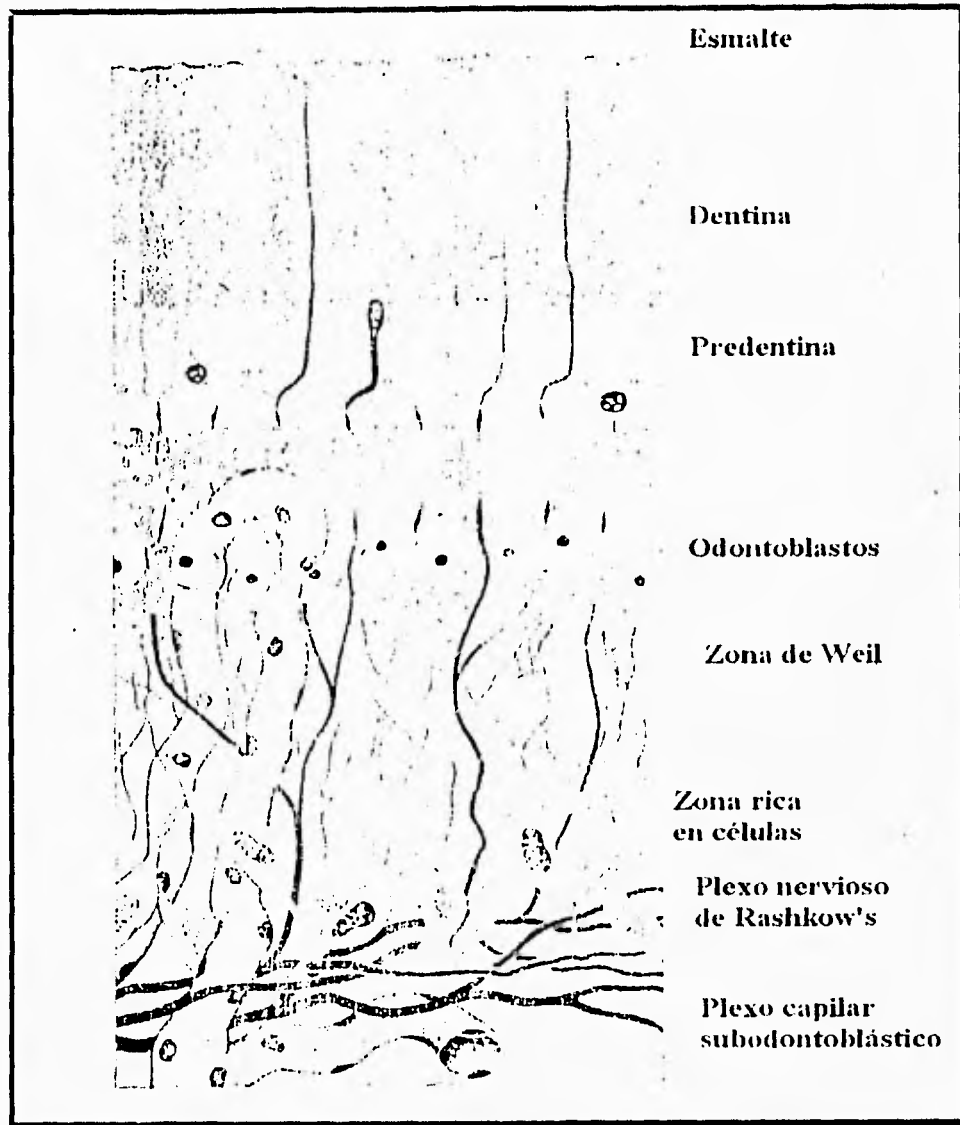 Esmalte
Dentina
Predentina
Odontoblastos
Zona de Weil
Zona rica
en células
Plexo nervioso
de Rashkow's
Plexo capilar
subodontoblástico